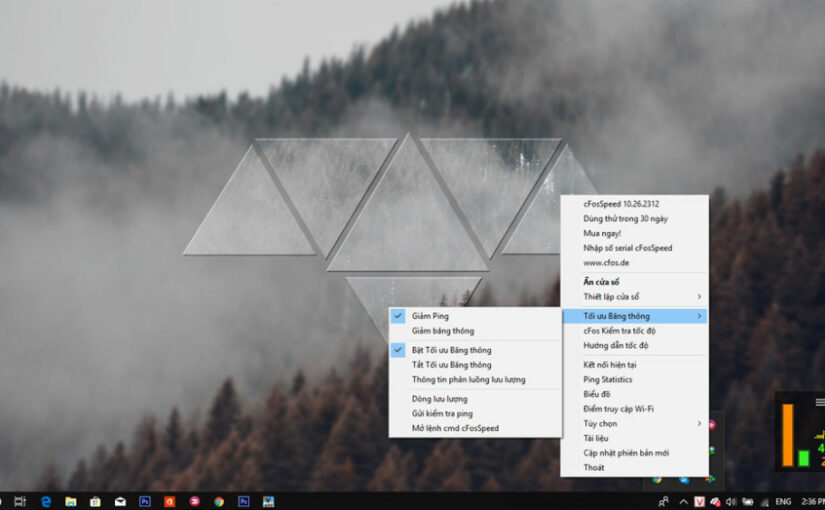 cFosSpeed 10.26.2312
Dùng thử trong 30 ngày
Mua ngay!
Nhập số serial cFosSpeed
www.cfos.de
Ẩn cửa sổ
Thiết lập cửa sổ
Tối ưu Băng thông
cFos Kiểm tra tốc độ
Hướng dẫn tốc độ
Kết nối hiện tại
Ping Statistics
Biểu đồ
Điểm truy cập Wi-Fi
Tùy chọn
Tài liệu
Cập nhật phiên bản mới
Thoát
Giảm Ping
Giảm băng thông
Bật Tối ưu Băng thông
Tắt Tối ưu Băng thông
Thông tin phân luồng lưu lượng
Dòng lưu lượng
Gửi kiểm tra ping
Mở lệnh cmd cFosSpeed
ENG
2:36 PM